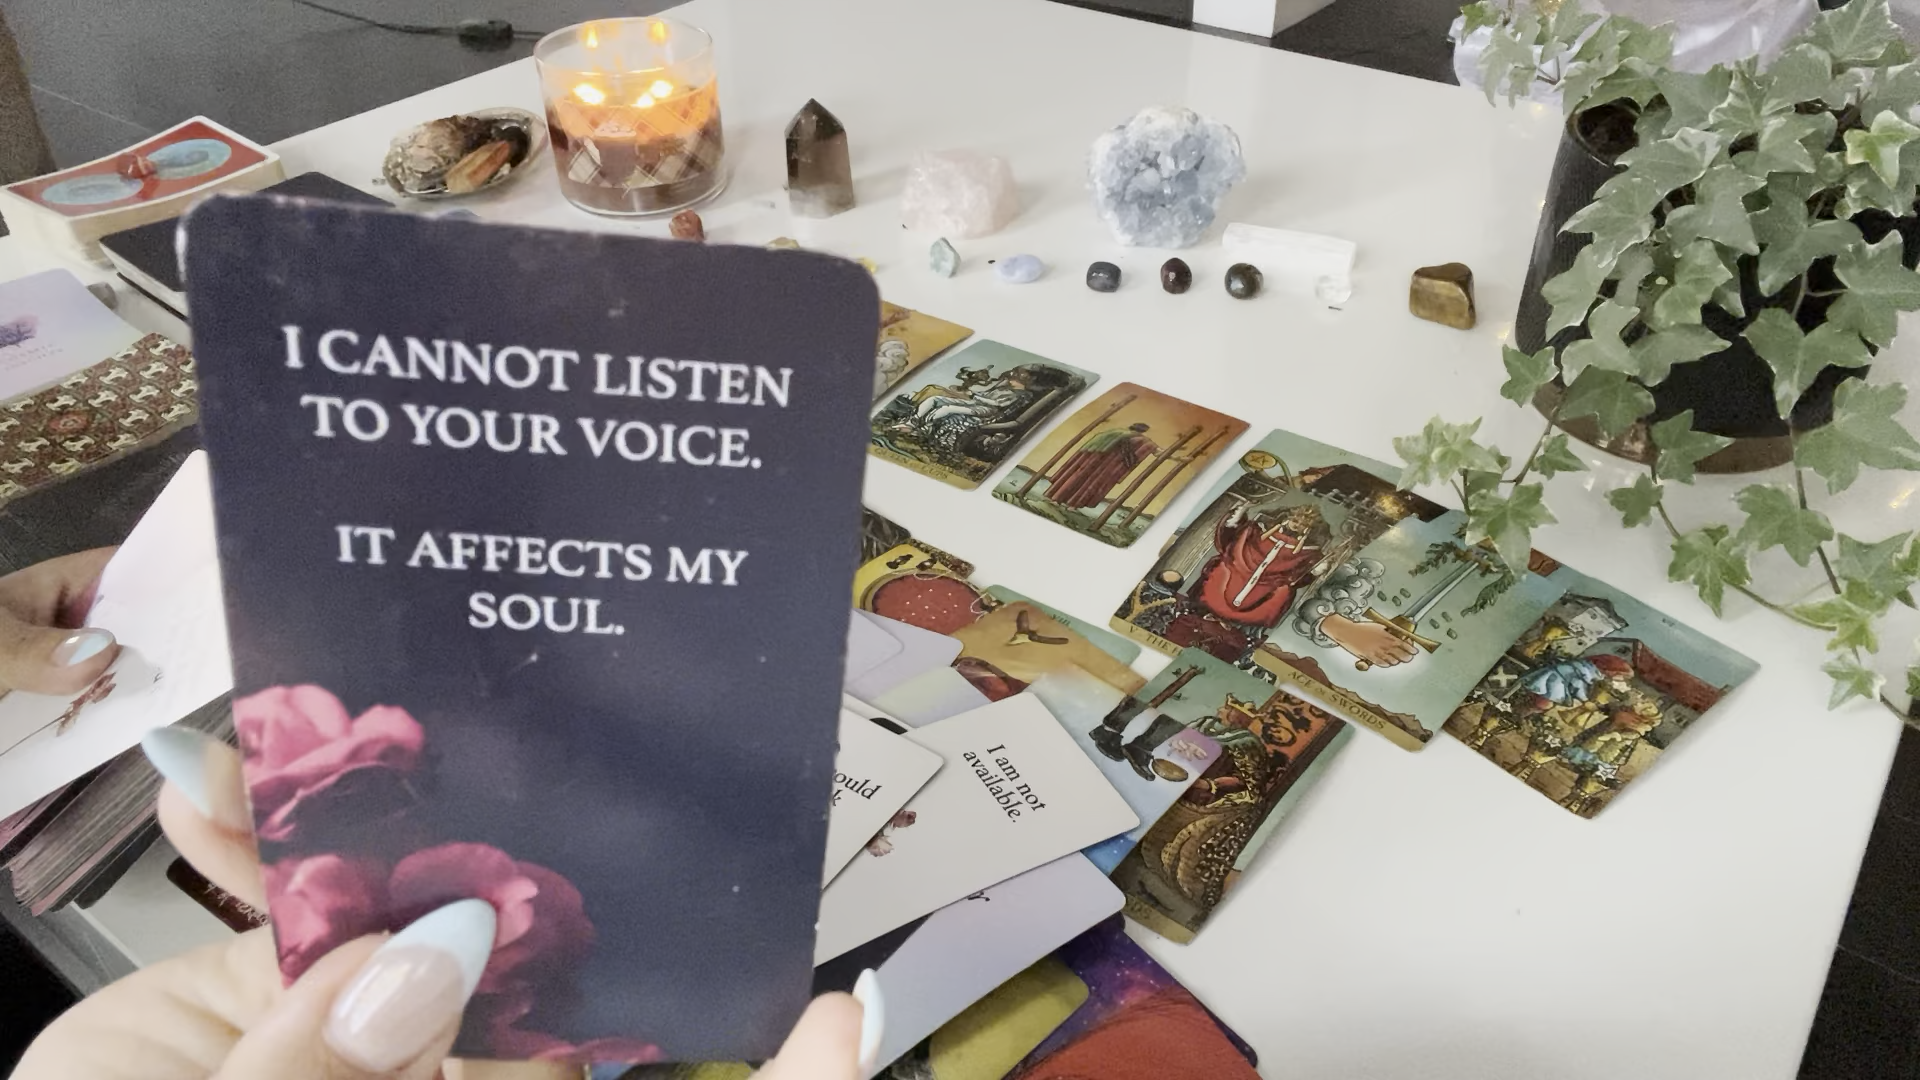 I CANNOT LISTEN
TO YOUR VOICE.
IT AFFECTS MY
SOUL.
I am not
available.
ACE OF SWORDS